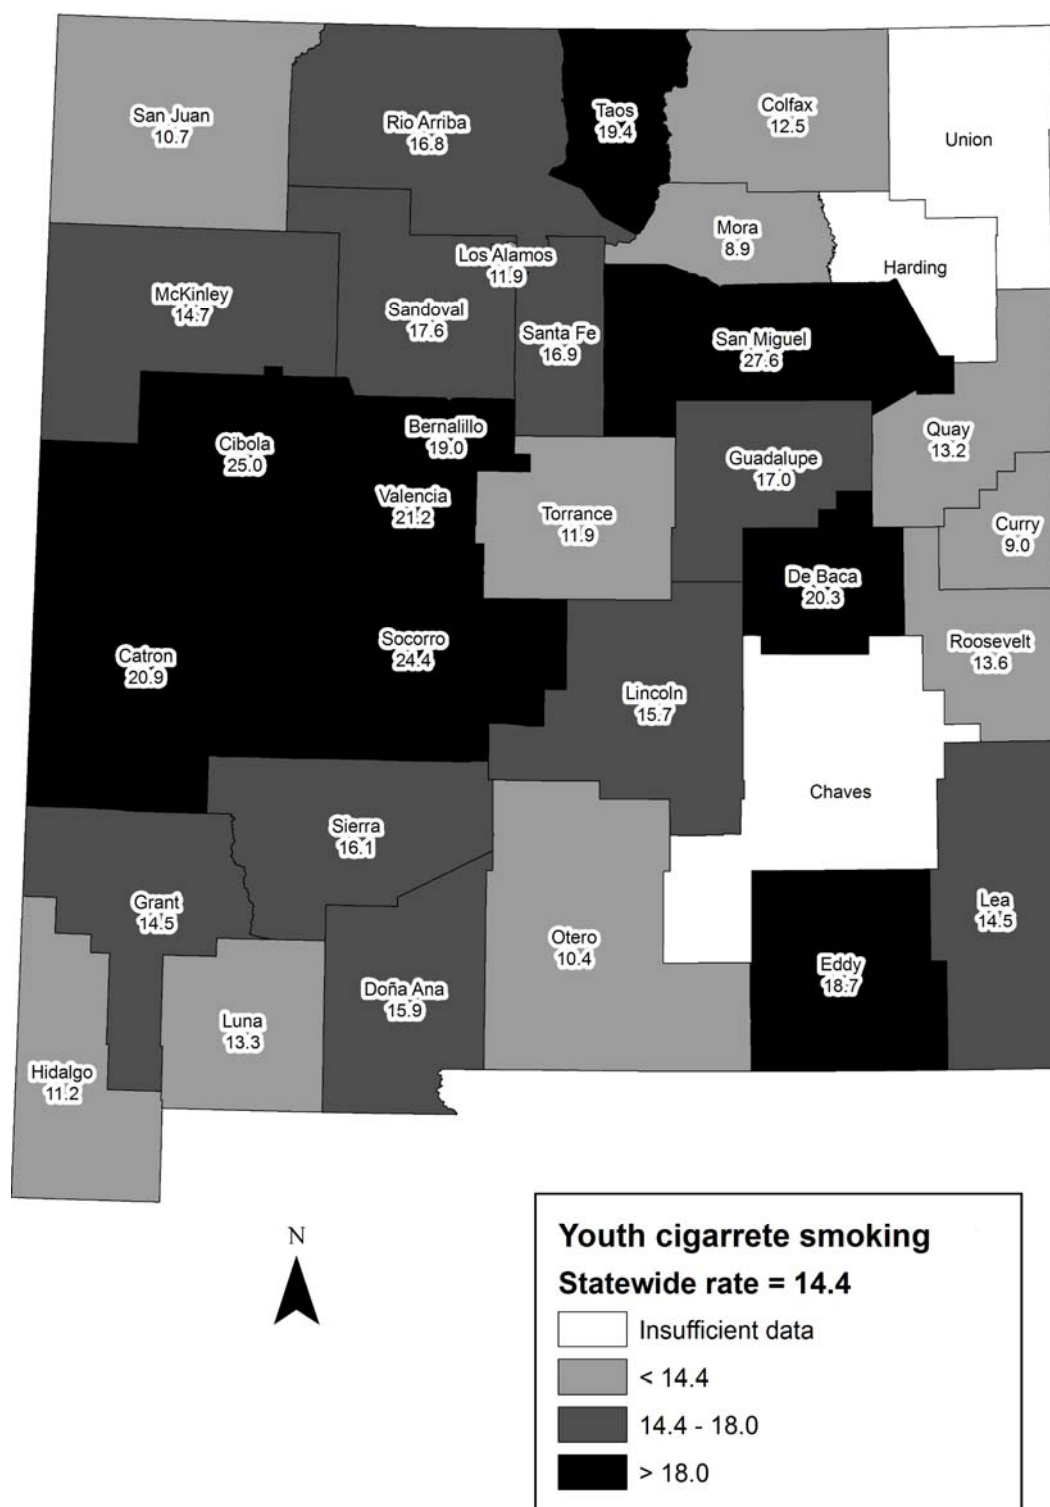 San Juan
10.7
Rio Arriba
16.8
Taos
19.4
Colfax
12.5
Union
Mora
8.9
Harding
Los Alamos
11.9
McKinley
14.7
Sandoval
17.6
Santa Fe
16.9
San Miguel
27.6
Cibola
25.0
Bernalillo
19.0
Quay
13.2
Guadalupe
17.0
Valencia
21.2
Torrance
11.9
Curry
9.0
De Baca
20.3
Catron
20.9
Socorro
24.4
Roosevelt
13.6
Lincoln
15.7
Chaves
Sierra
16.1
Grant
14.5
Lea
14.5
Otero
10.4
Eddy
18.7
Doña Ana
15.9
Luna
13.3
Hidalgo
11.2
N
Youth cigarrete smoking
Statewide rate = 14.4
Insufficient data
< 14.4
14.4 - 18.0
> 18.0